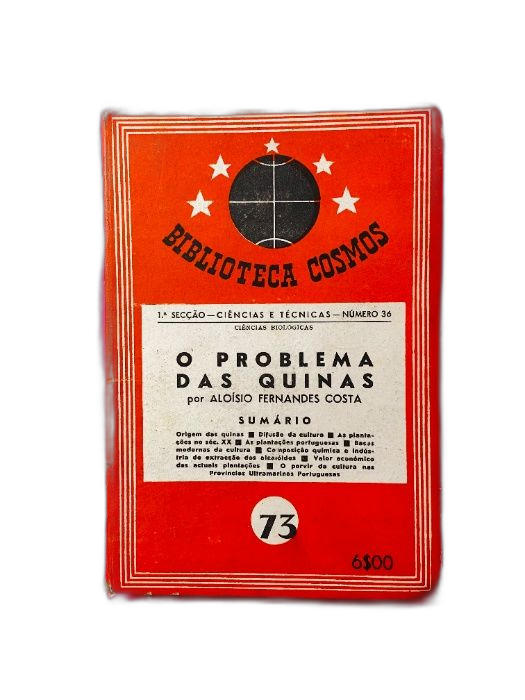 BIBLIOTECA COSMOS
1.ª SECÇÃO — CIÊNCIAS E TÉCNICAS — NÚMERO 36
CIÊNCIAS BIOLÓGICAS
O PROBLEMA
DAS QUINAS
por ALOÍSIO FERNANDES COSTA
SUMÁRIO
Origem das quinas ■ Difusão da cultura ■ As planta-
ções no séc. XX ■ As plantações portuguesas ■ Bases
modernas da cultura ■ Composição química e indús-
tria de extracção dos alcalóides ■ Valor económico
das actuais plantações ■ O porvir da cultura nas
Províncias Ultramarinas Portuguesas
73
6$00